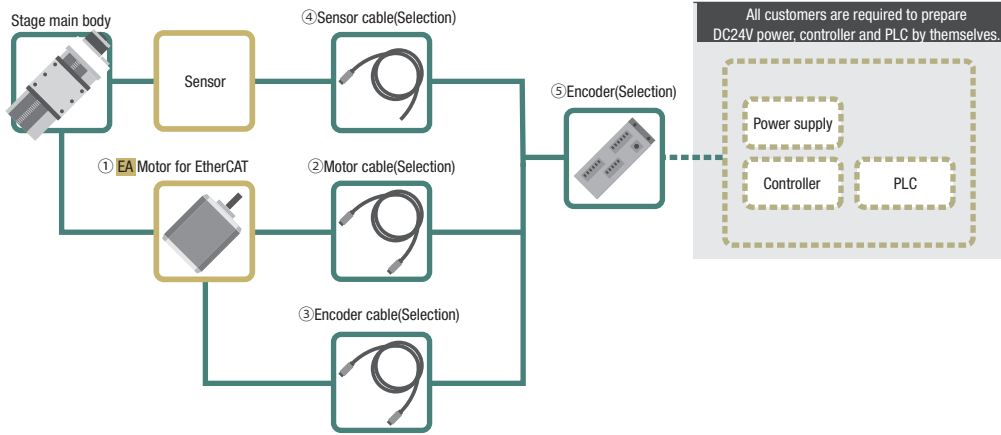 Stage main body
④Sensor cable(Selection)
All customers are required to prepare
DC24V power, controller and PLC by themselves.
Sensor
⑤Encoder(Selection)
Power supply
① EA Motor for EtherCAT
②Motor cable(Selection)
Controller
PLC
③Encoder cable(Selection)